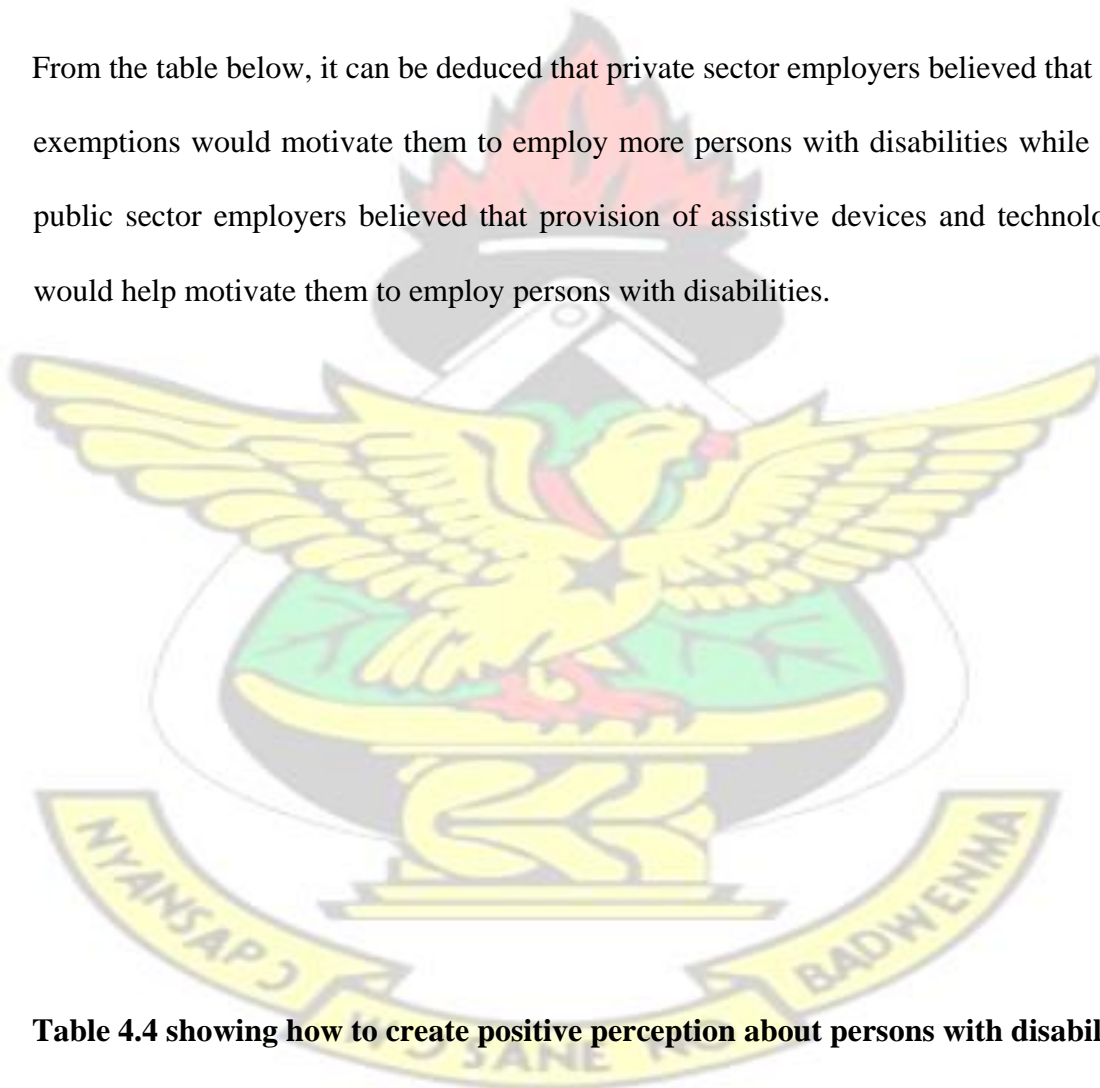 From the table below, it can be deduced that private sector employers believed that
exemptions would motivate them to employ more persons with disabilities while
public sector employers believed that provision of assistive devices and technolo
would help motivate them to employ persons with disabilities.
NYANSAPƆ
BADWENMA
WƆ SANE NO
Table 4.4 showing how to create positive perception about persons with disabil